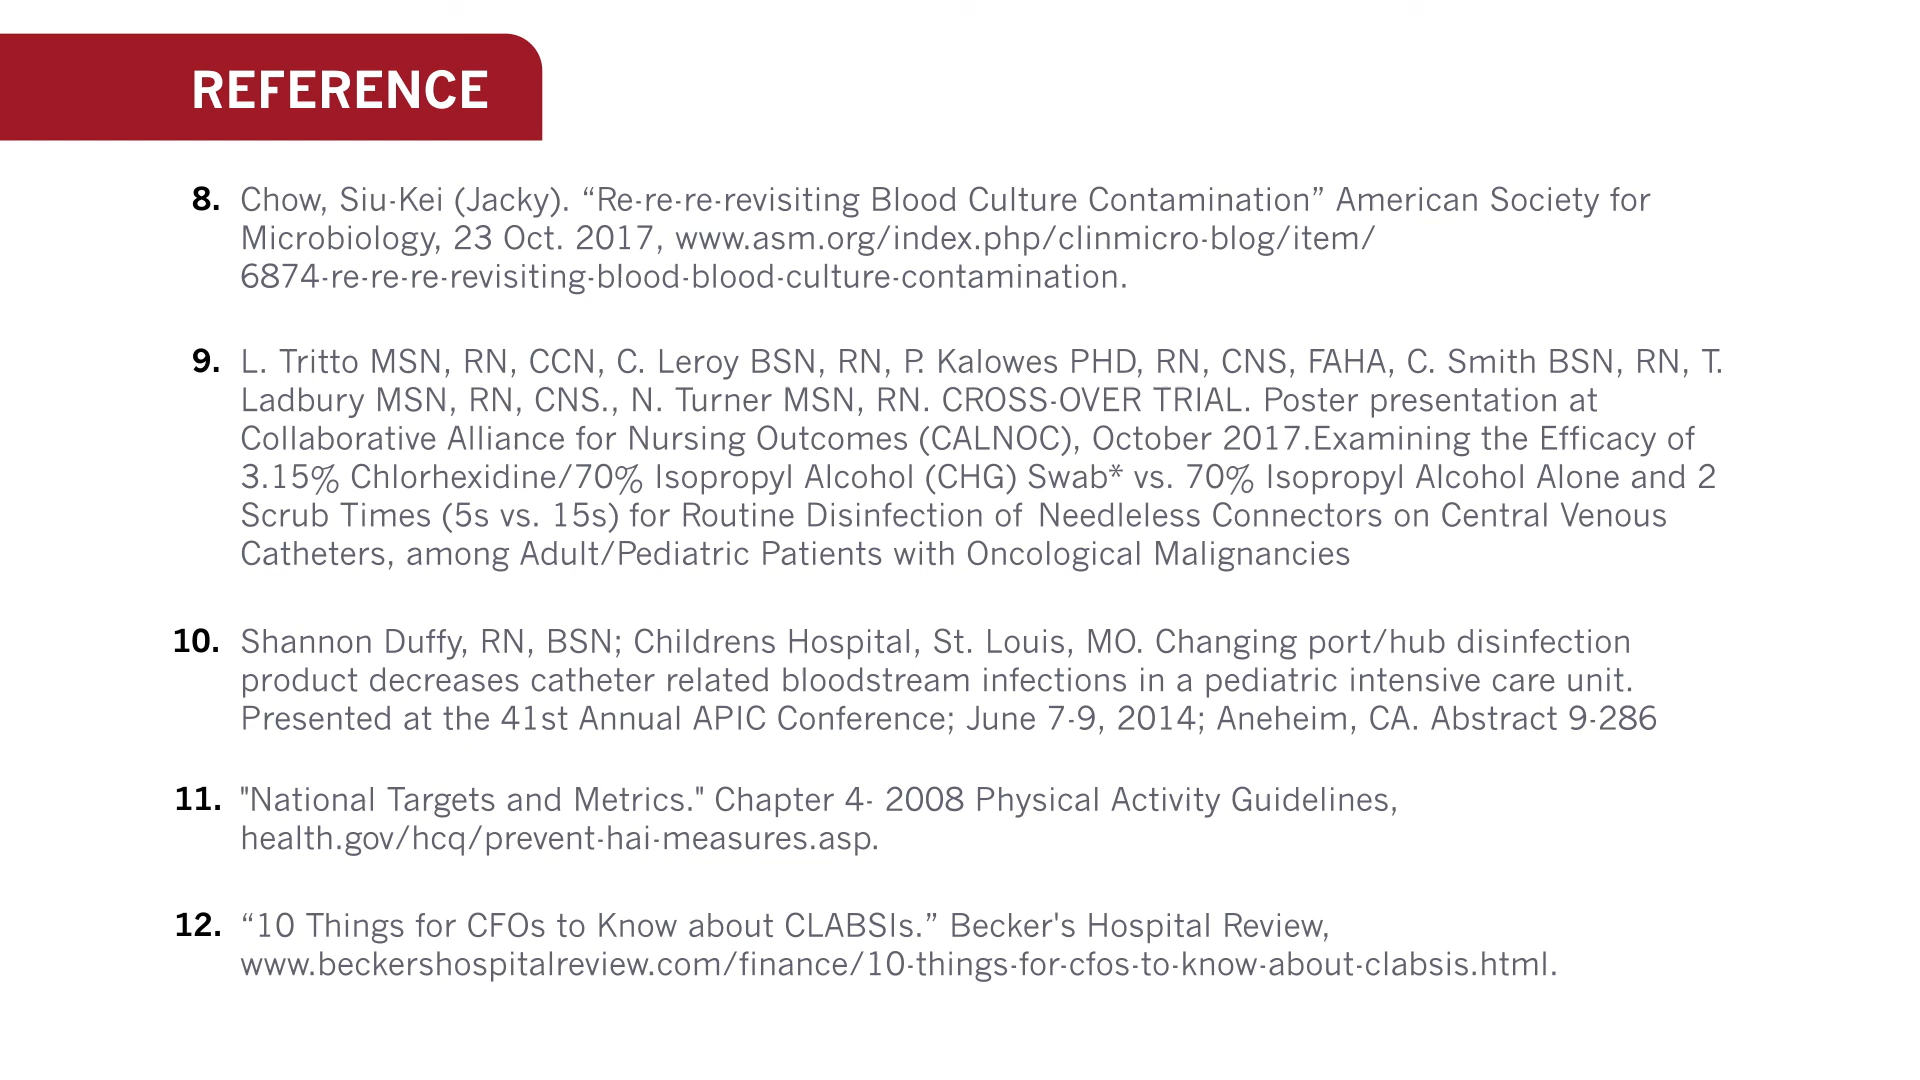 REFERENCE
8. Chow, Siu-Kei (Jacky). “Re-re-re-revisiting Blood Culture Contamination” American Society for
Microbiology, 23 Oct. 2017, www.asm.org/index.php/clinmicro-blog/item/
6874-re-re-re-revisiting-blood-blood-culture-contamination.
9. L. Tritto MSN, RN, CCN, C. Leroy BSN, RN, P. Kalowes PHD, RN, CNS, FAHA, C. Smith BSN, RN, T.
Ladbury MSN, RN, CNS., N. Turner MSN, RN. CROSS-OVER TRIAL. Poster presentation at
Collaborative Alliance for Nursing Outcomes (CALNOC), October 2017.Examining the Efficacy of
3.15% Chlorhexidine/70% Isopropyl Alcohol (CHG) Swab* vs. 70% Isopropyl Alcohol Alone and 2
Scrub Times (5s vs. 15s) for Routine Disinfection of Needleless Connectors on Central Venous
Catheters, among Adult/Pediatric Patients with Oncological Malignancies
10. Shannon Duffy, RN, BSN; Childrens Hospital, St. Louis, MO. Changing port/hub disinfection
product decreases catheter related bloodstream infections in a pediatric intensive care unit.
Presented at the 41st Annual APIC Conference; June 7-9, 2014; Aneheim, CA. Abstract 9-286
11. "National Targets and Metrics." Chapter 4- 2008 Physical Activity Guidelines,
health.gov/hcq/prevent-hai-measures.asp.
12. “10 Things for CFOs to Know about CLABSIs.” Becker's Hospital Review,
www.beckershospitalreview.com/finance/10-things-for-cfos-to-know-about-clabsis.html.